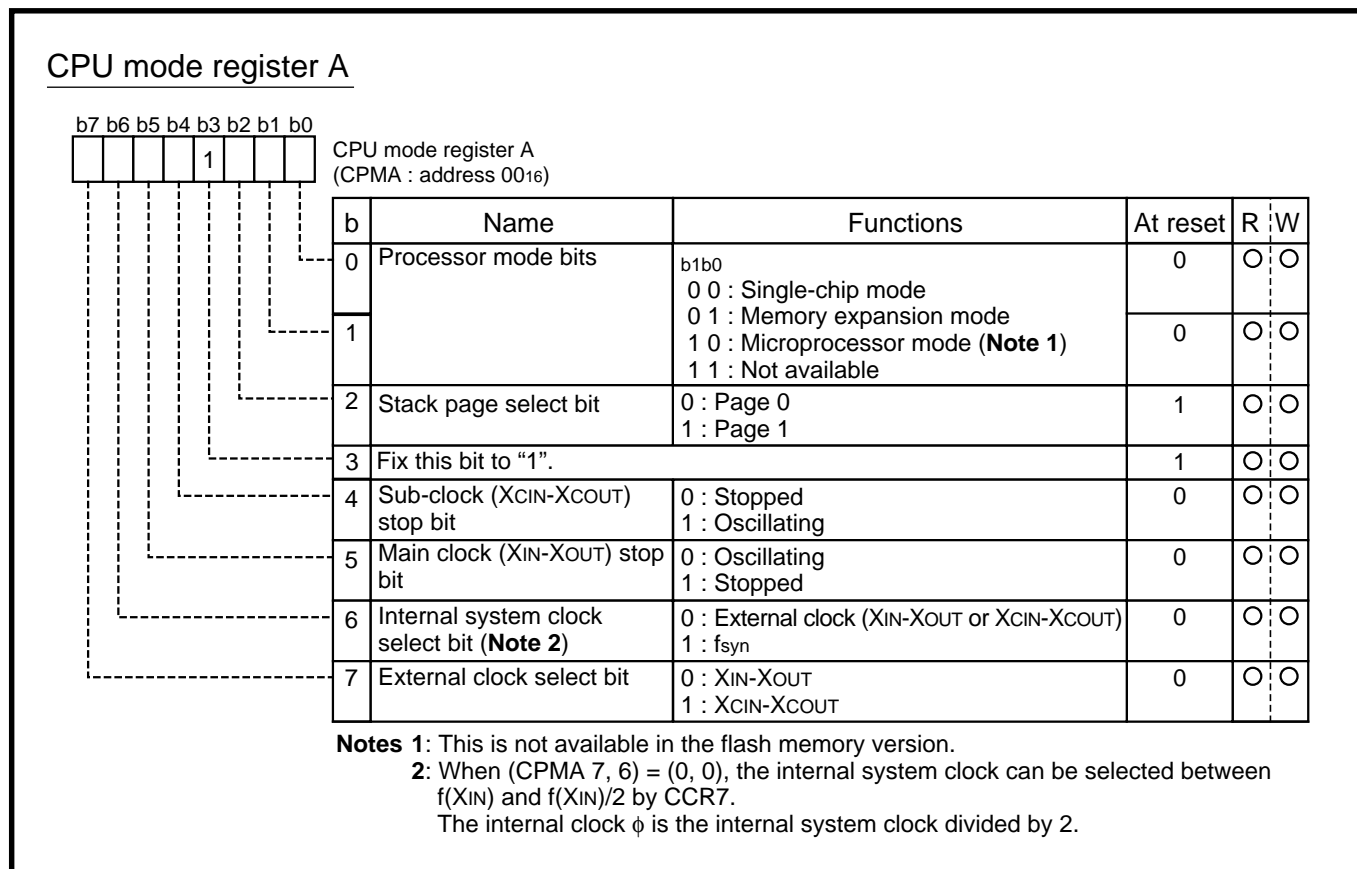 CPU mode register A
b7 b6 b5 b4 b3 b2 b1 b0
1
CPU mode register A
(CPMA : address 0016)
b Name Functions At reset R W
0 Processor mode bits 0
b1b0
0 0 : Single-chip mode
0 1 : Memory expansion mode
1 0
1 0 : Microprocessor mode (Note 1)
1 1 : Not available
2 Stack page select bit 0 : Page 0 1
1 : Page 1
3 Fix this bit to “1”. 1
4 Sub-clock (XCIN-XCOUT) 0 : Stopped 0
stop bit 1 : Oscillating
5 Main clock (XIN-XOUT) stop 0 : Oscillating 0
bit 1 : Stopped
6 Internal system clock 0 : External clock (XIN-XOUT or XCIN-XCOUT) 0
select bit (Note 2) 1 : fsyn
7 External clock select bit 0 : XIN-XOUT 0
1 : XCIN-XCOUT
Notes 1: This is not available in the flash memory version.
2: When (CPMA 7, 6) = (0, 0), the internal system clock can be selected between
f(XIN) and f(XIN)/2 by CCR7.
The internal clock ϕ is the internal system clock divided by 2.